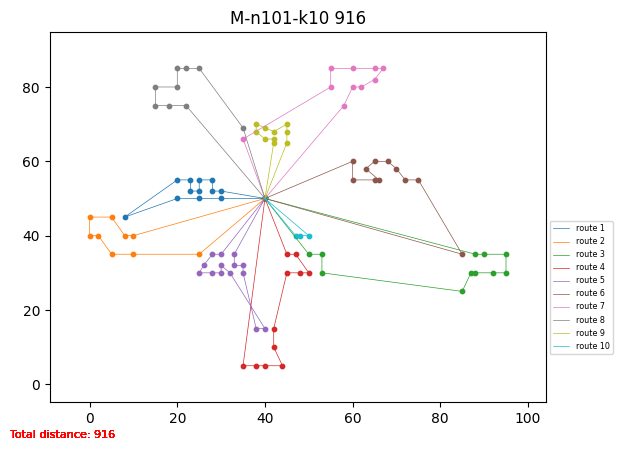 M-n101-k10 916
80
60
40
20
0
0 20 40 60 80 100
route 1
route 2
route 3
route 4
route 5
route 6
route 7
route 8
route 9
route 10
Total distance: 916